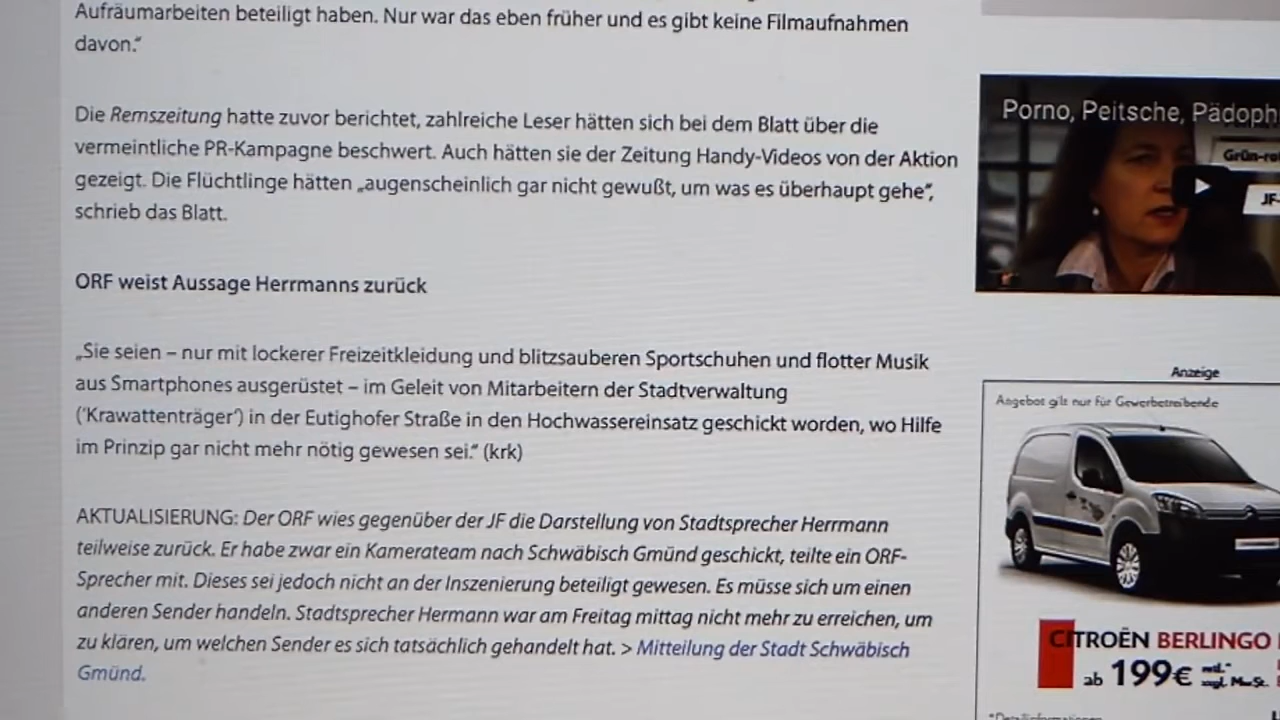 Aufräumarbeiten beteiligt haben. Nur war das eben früher und es gibt keine Filmaufnahmen
davon.“
Die Remszeitung hatte zuvor berichtet, zahlreiche Leser hätten sich bei dem Blatt über die
vermeintliche PR-Kampagne beschwert. Auch hätten sie der Zeitung Handy-Videos von der Aktion
gezeigt. Die Flüchtlinge hätten „augenscheinlich gar nicht gewußt, um was es überhaupt gehe“,
schrieb das Blatt.
ORF weist Aussage Herrmanns zurück
„Sie seien – nur mit lockerer Freizeitkleidung und blitzsauberen Sportschuhen und flotter Musik
aus Smartphones ausgerüstet – im Geleit von Mitarbeitern der Stadtverwaltung
(‘Krawattenträger’) in der Eutighofer Straße in den Hochwassereinsatz geschickt worden, wo Hilfe
im Prinzip gar nicht mehr nötig gewesen sei.“ (krk)
AKTUALISIERUNG: Der ORF wies gegenüber der JF die Darstellung von Stadtsprecher Herrmann
teilweise zurück. Er habe zwar ein Kamerateam nach Schwäbisch Gmünd geschickt, teilte ein ORF-
Sprecher mit. Dieses sei jedoch nicht an der Inszenierung beteiligt gewesen. Es müsse sich um einen
anderen Sender handeln. Stadtsprecher Hermann war am Freitag mittag nicht mehr zu erreichen, um
zu klären, um welchen Sender es sich tatsächlich gehandelt hat. > Mitteilung der Stadt Schwäbisch
Gmünd.
Porno, Peitsche, Pädoph
Grün-ro
JF-
Anzeige
Angebot gilt nur für Gewerbetreibende
CITROËN BERLINGO
ab 199€
MwSt.